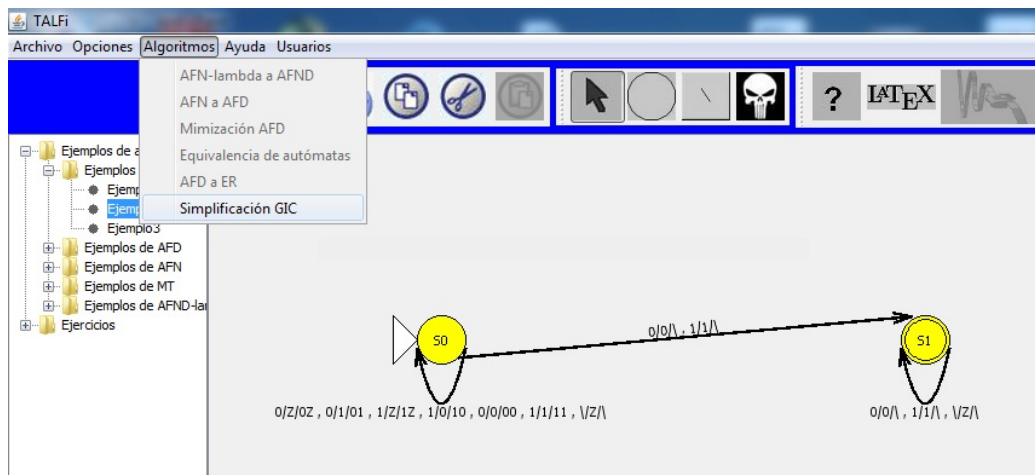 TALFi
Archivo Opciones Algoritmos Ayuda Usuarios
AFN-lambda a AFND
AFN a AFD
Mimización AFD
Equivalencia de autómatas
AFD a ER
Simplificación GIC
? LATEX
Ejemplos de a
Ejemplos
Ejemp
Ejemp
Ejemplo3
Ejemplos de AFD
Ejemplos de AFN
Ejemplos de MT
Ejemplos de AFND-la
Ejercicios
S0
0/0/\ , 1/1/\
S1
0/Z/0Z , 0/1/01 , 1/Z/1Z , 1/0/10 , 0/0/00 , 1/1/11 , \/Z/\
0/0/\ , 1/1/\ , \/Z/\